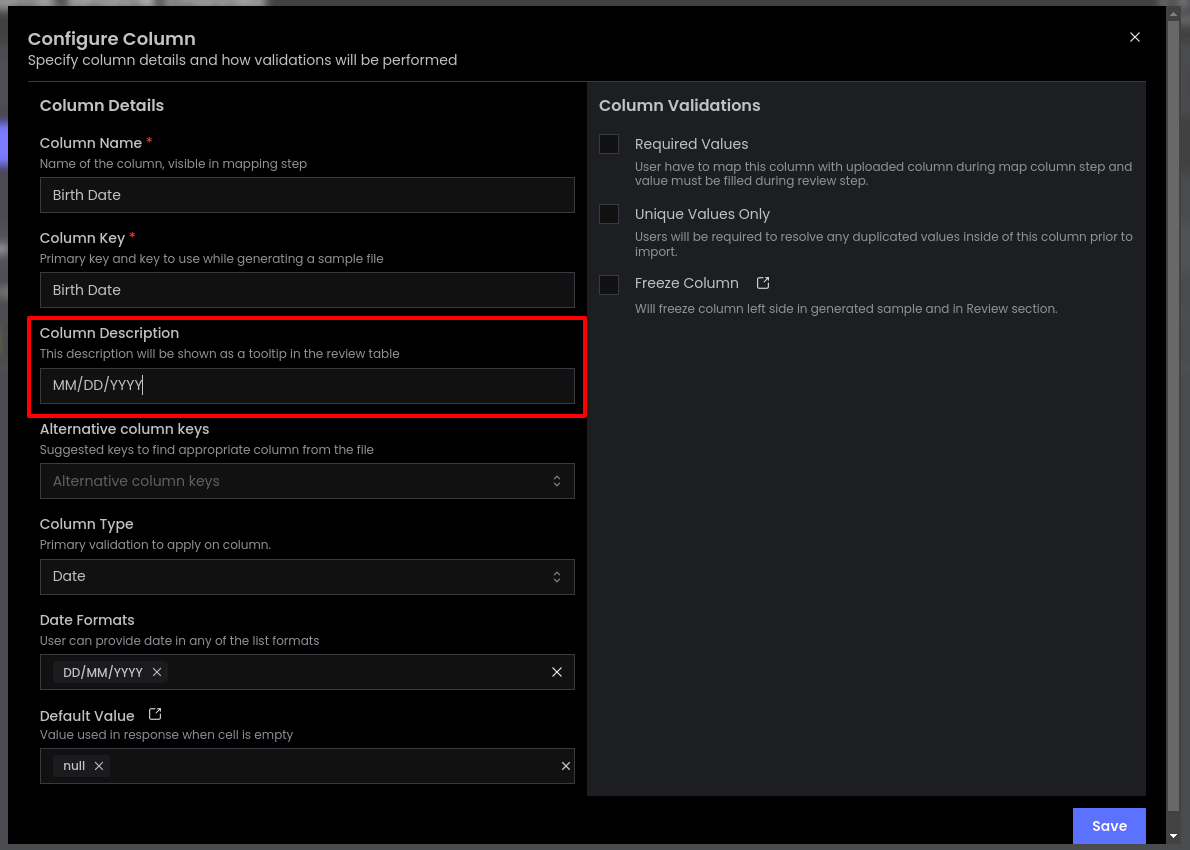 Configure Column
Specify column details and how validations will be performed
Column Details
Column Name *
Name of the column, visible in mapping step
Birth Date
Column Key *
Primary key and key to use while generating a sample file
Birth Date
Column Description
This description will be shown as a tooltip in the review table
MM/DD/YYYY
Alternative column keys
Suggested keys to find appropriate column from the file
Alternative column keys
Column Type
Primary validation to apply on column.
Date
Date Formats
User can provide date in any of the list formats
DD/MM/YYYY
Default Value
Value used in response when cell is empty
null
Column Validations
Required Values
User have to map this column with uploaded column during map column step and
value must be filled during review step.
Unique Values Only
Users will be required to resolve any duplicated values inside of this column prior to
import.
Freeze Column
Will freeze column left side in generated sample and in Review section.
Save